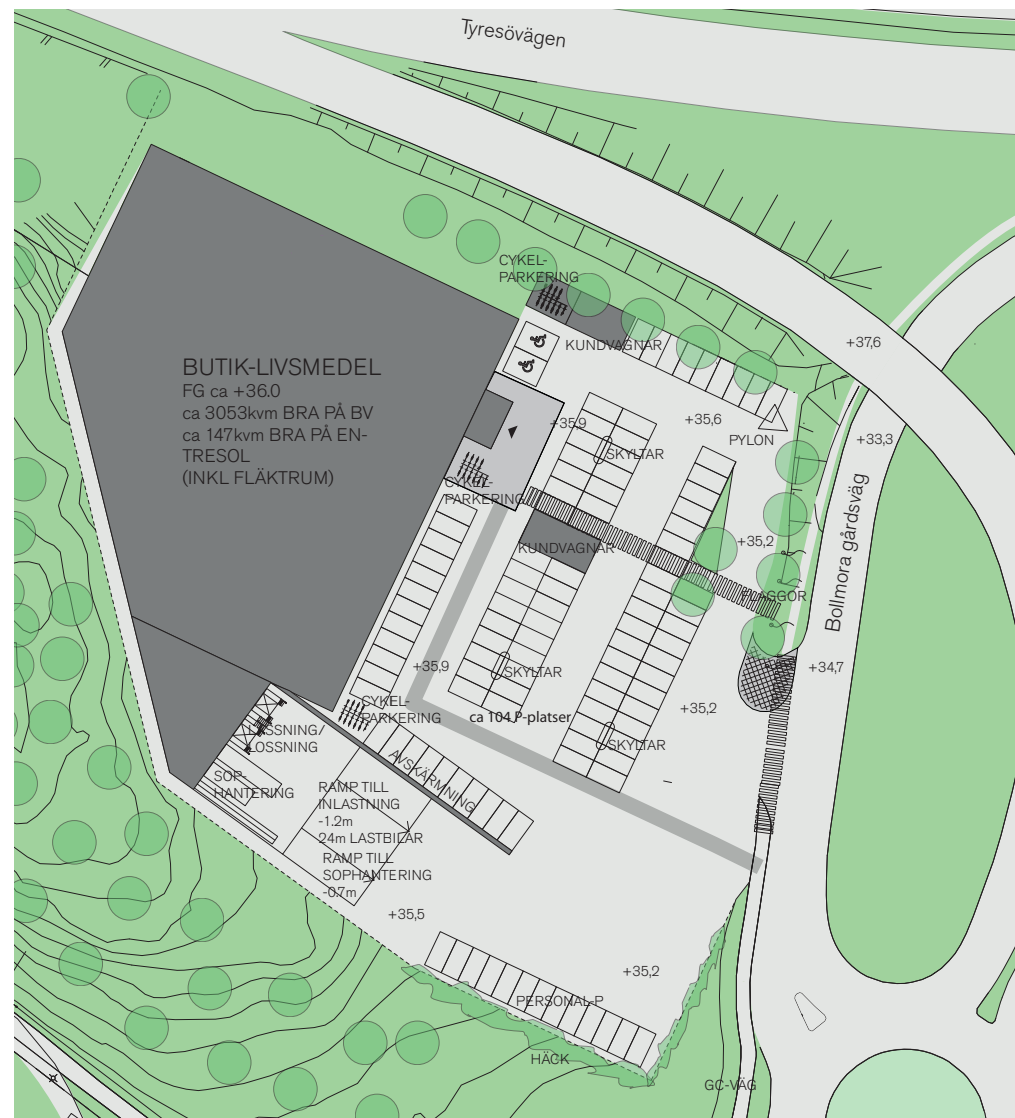 Tyresövägen
CYKEL-
PARKERING
KUNDVAGNAR
+37,6
BUTIK-LIVSMEDEL
FG ca +36.0
ca 3053kvm BRA PÅ BV
ca 147kvm BRA PÅ EN-
TRESOL
(INKL FLÄKTRUM)
+35,9
+35,6
PYLON
+33,3
SKYLTAR
CYKEL-
PARKERING
Bollmora gårdsväg
KUNDVAGNAR
+35,2
FLAGGOR
+35,9
SKYLTAR
+34,7
CYKEL-
PARKERING
ca 104 P-platser
+35,2
LASSNING/
LOSSNING
SKYLTAR
AVSKÄRMNING
SOP-
HANTERING
RAMP TILL
INLASTNING
-1.2m
24m LASTBILAR
RAMP TILL
SOPHANTERING
-0.7m
+35,5
+35,2
PERSONAL-P
HÄCK
GC-VÄG